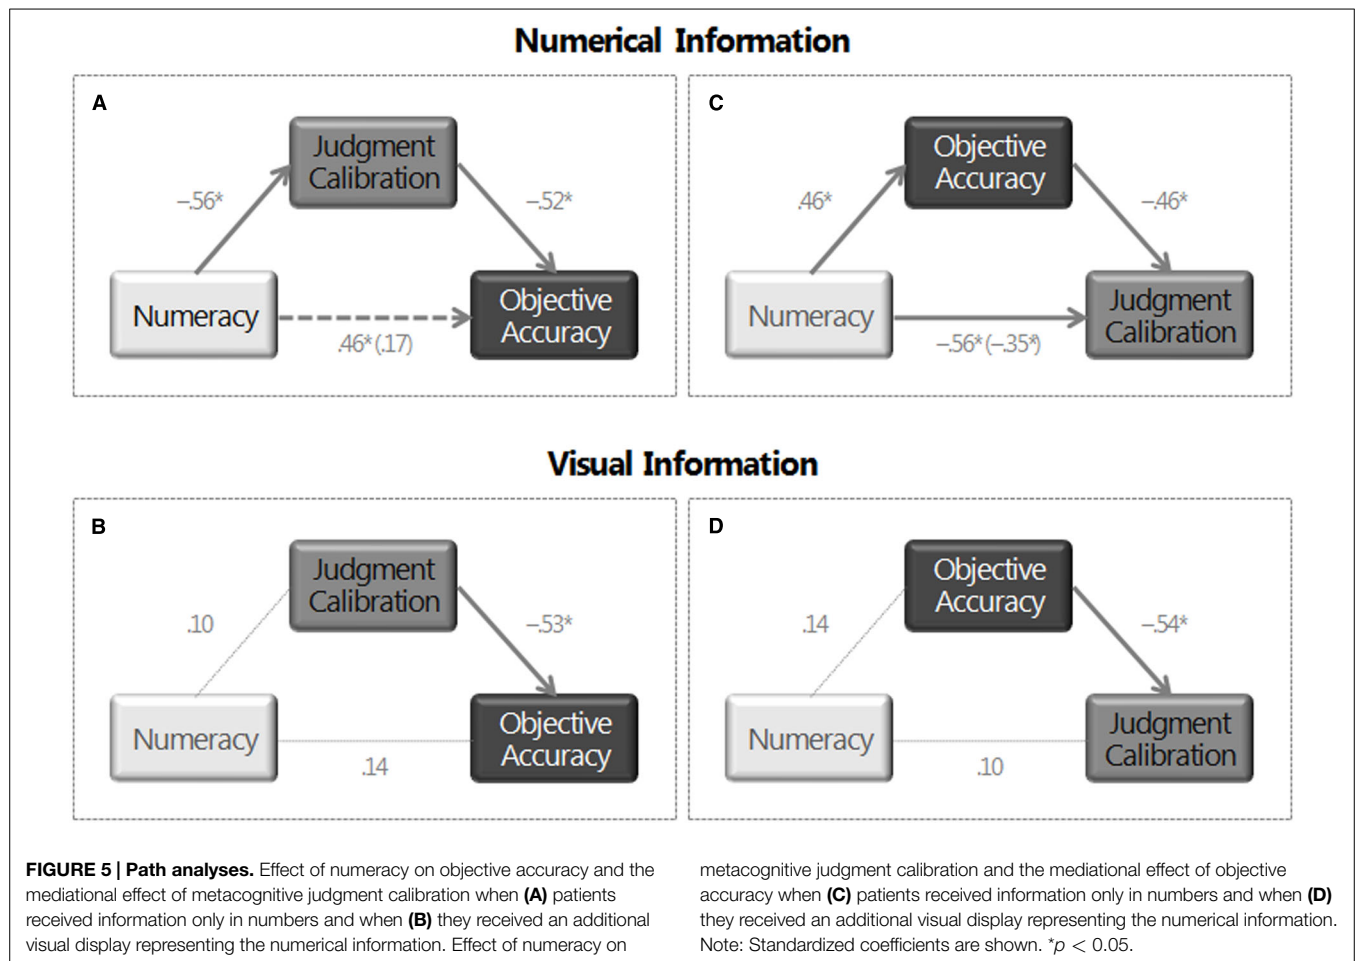 Numerical Information
A
Judgment
Calibration
–.56*
–.52*
Numeracy
Objective
Accuracy
.46* (.17)
C
Objective
Accuracy
.46*
–.46*
Numeracy
Judgment
Calibration
–.56* (–.35*)
Visual Information
B
Judgment
Calibration
.10
–.53*
Numeracy
Objective
Accuracy
.14
D
Objective
Accuracy
.14
–.54*
Numeracy
Judgment
Calibration
.10
FIGURE 5 | Path analyses. Effect of numeracy on objective accuracy and the
mediational effect of metacognitive judgment calibration when (A) patients
received information only in numbers and when (B) they received an additional
visual display representing the numerical information. Effect of numeracy on
metacognitive judgment calibration and the mediational effect of objective
accuracy when (C) patients received information only in numbers and when (D)
they received an additional visual display representing the numerical information.
Note: Standardized coefficients are shown. *p < 0.05.